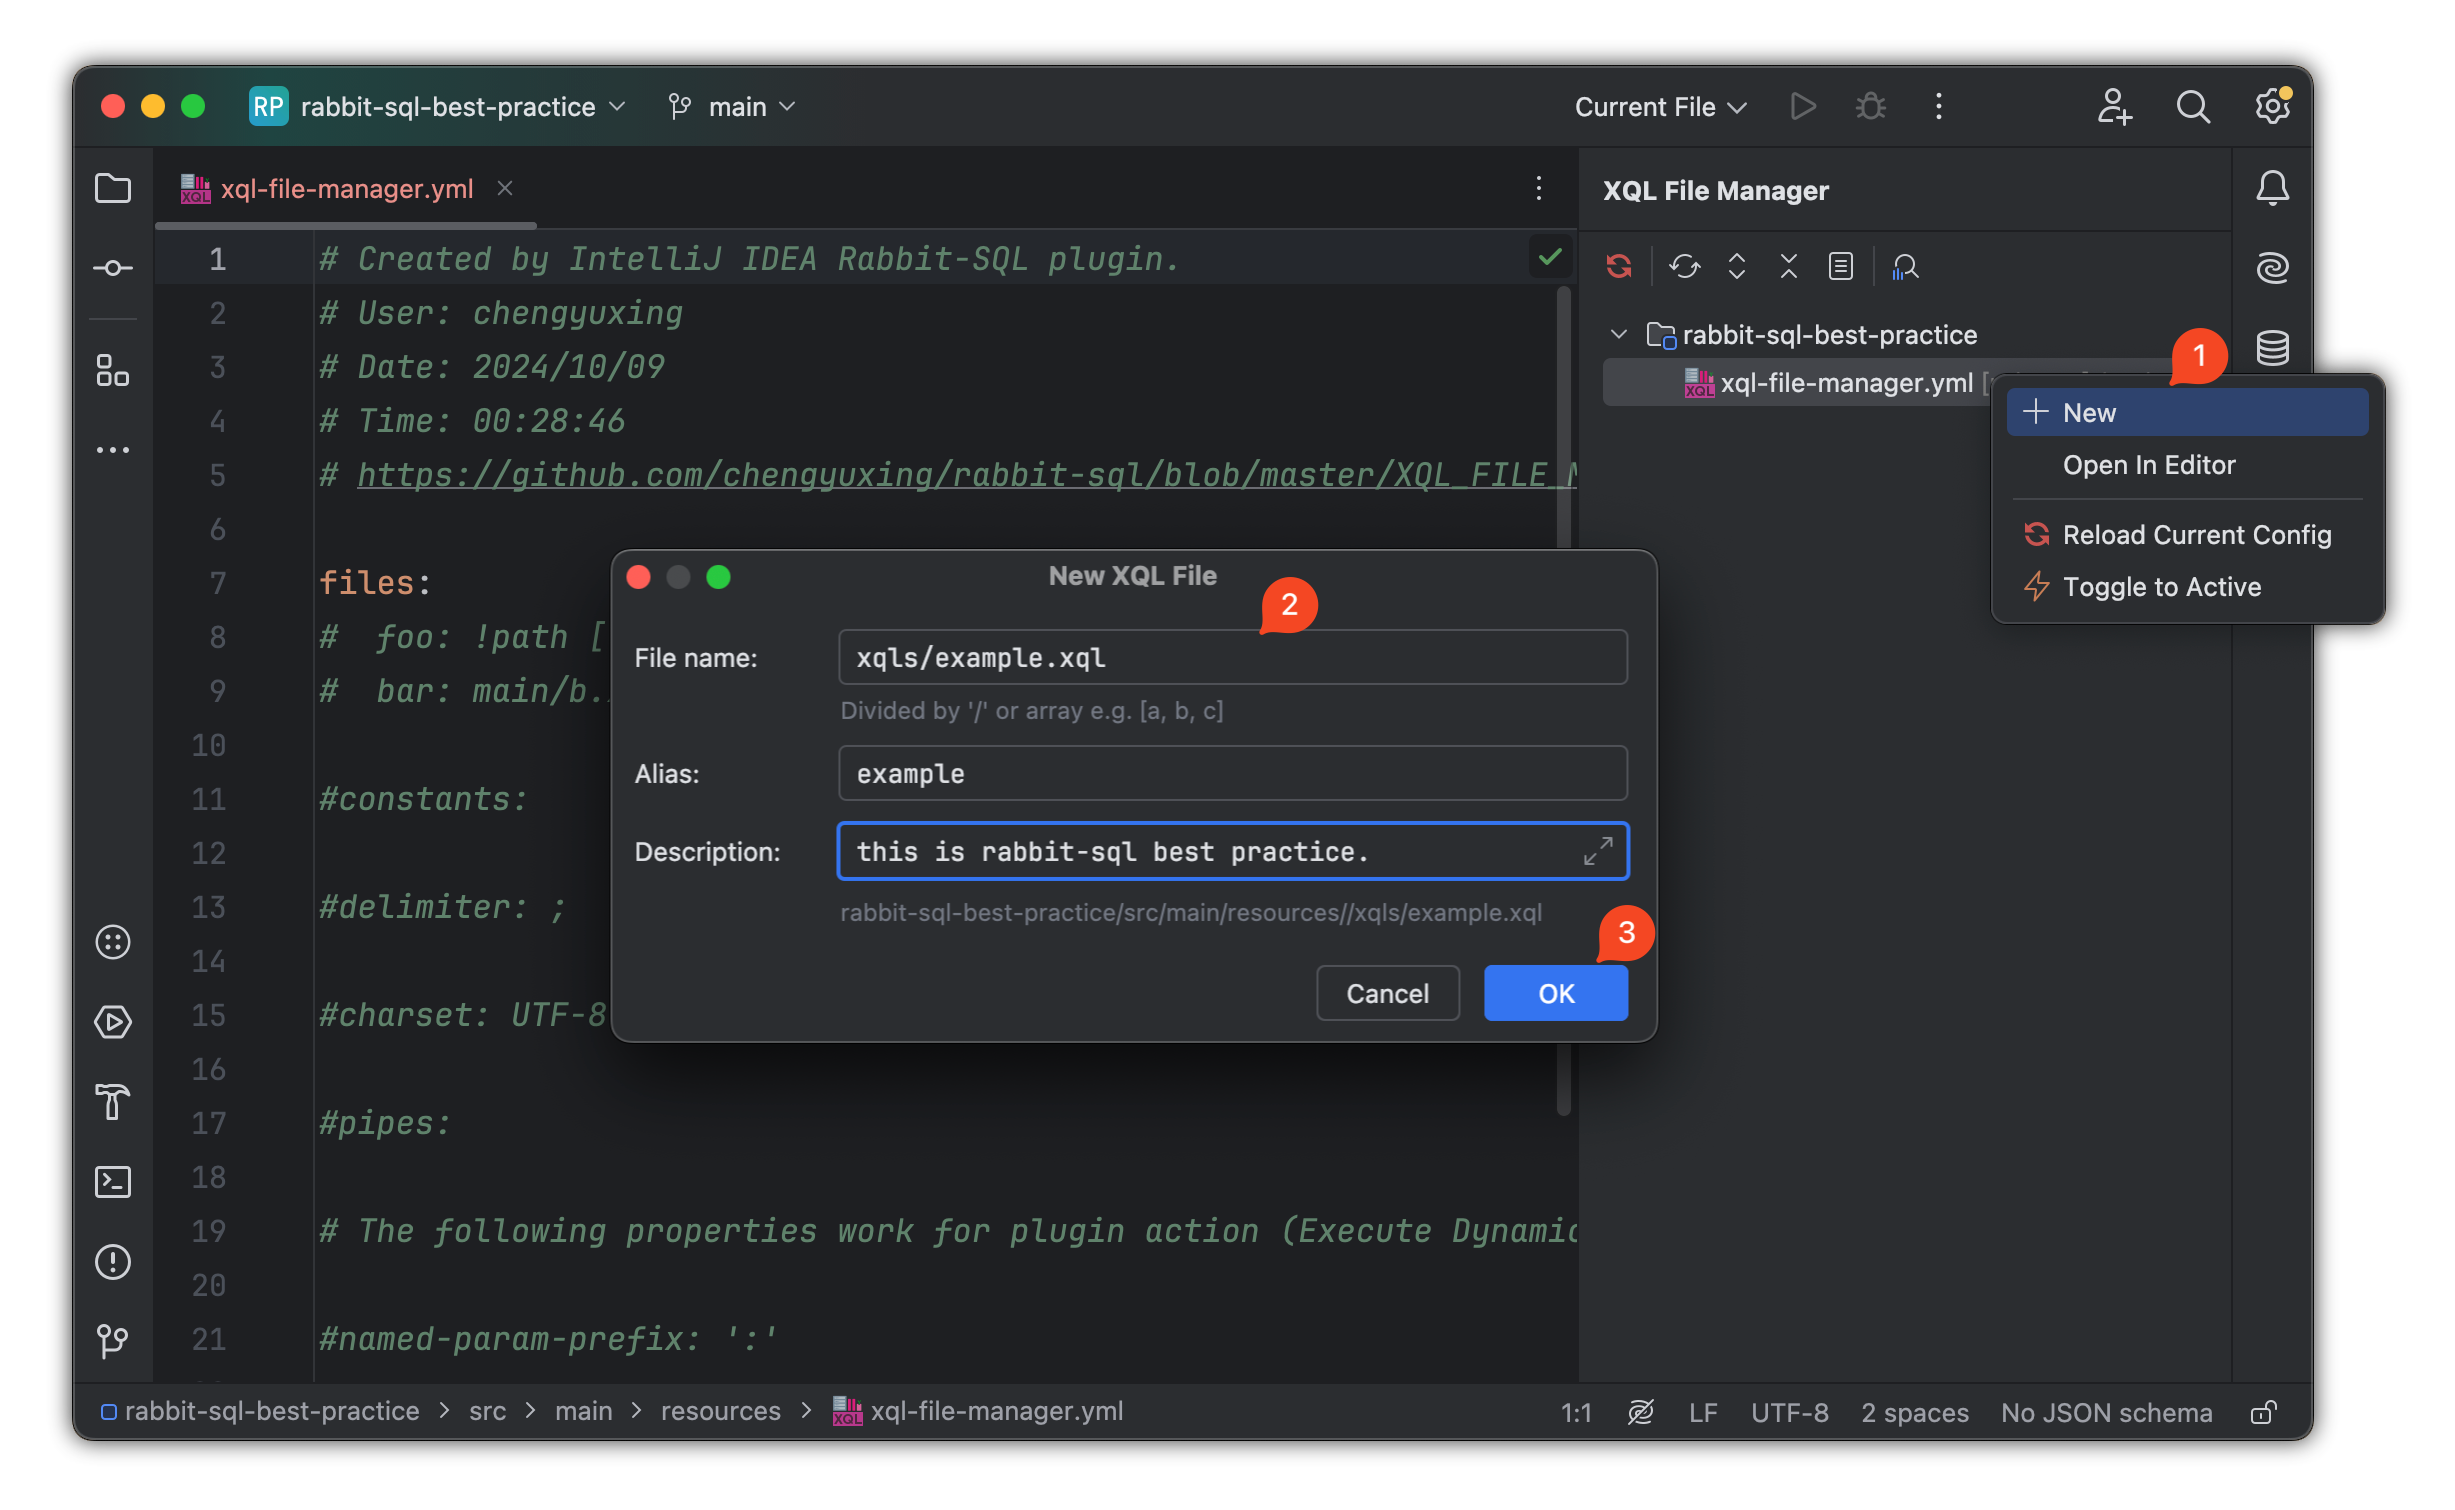 RP rabbit-sql-best-practice main Current File
xql-file-manager.yml
XQL File Manager
1 # Created by IntelliJ IDEA Rabbit-SQL plugin.
2 # User: chengyuxing
3 # Date: 2024/10/09
4 # Time: 00:28:46
5 # https://github.com/chengyuxing/rabbit-sql/blob/master/XQL_FILE_
6
7 files:
8 # foo: !path [
9 # bar: main/b.
10
11 #constants:
12
13 #delimiter: ;
14
15 #charset: UTF-8
16
17 #pipes:
18
19 # The following properties work for plugin action (Execute Dynamic
20
21 #named-param-prefix: ':'
rabbit-sql-best-practice
XQL xql-file-manager.yml [
1
New
Open In Editor
Reload Current Config
Toggle to Active
New XQL File
2
File name: xqls/example.xql
Divided by '/' or array e.g. [a, b, c]
Alias: example
Description: this is rabbit-sql best practice.
rabbit-sql-best-practice/src/main/resources//xqls/example.xql
3
Cancel OK
rabbit-sql-best-practice > src > main > resources > XQL xql-file-manager.yml
1:1 LF UTF-8 2 spaces No JSON schema